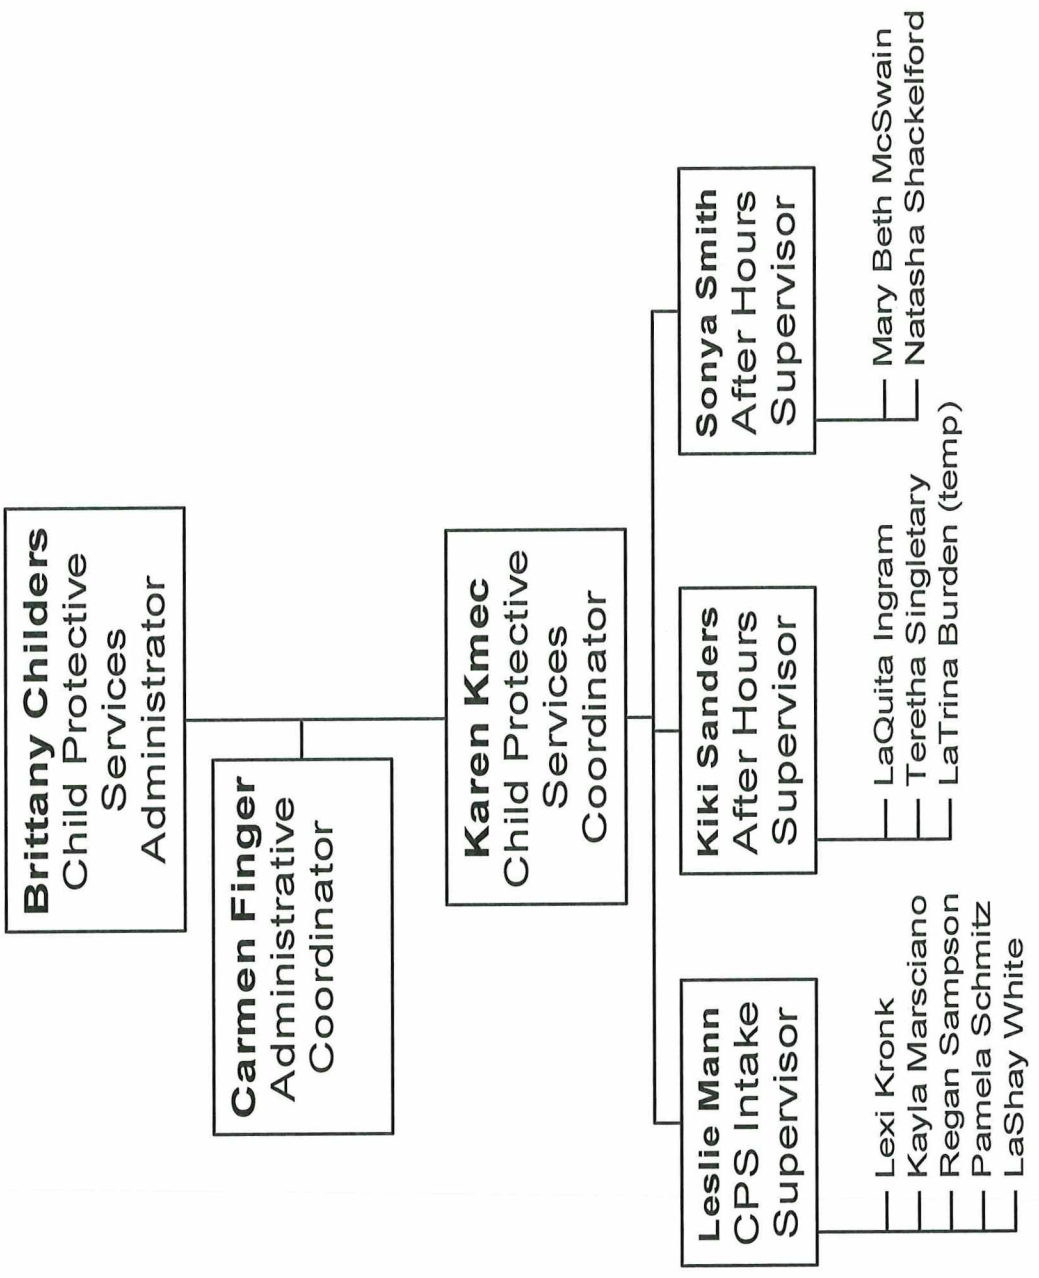 Brittany Childers
Child Protective
Services
Administrator
Carmen Finger
Administrative
Coordinator
Karen Kmec
Child Protective
Services
Coordinator
Leslie Mann
CPS Intake
Supervisor
Lexi Kronk
Kayla Marsciano
Regan Sampson
Pamela Schmitz
LaShay White
Kiki Sanders
After Hours
Supervisor
LaQuita Ingram
Teretha Singletary
LaTrina Burden (temp)
Sonya Smith
After Hours
Supervisor
Mary Beth McSwain
Natasha Shackelford